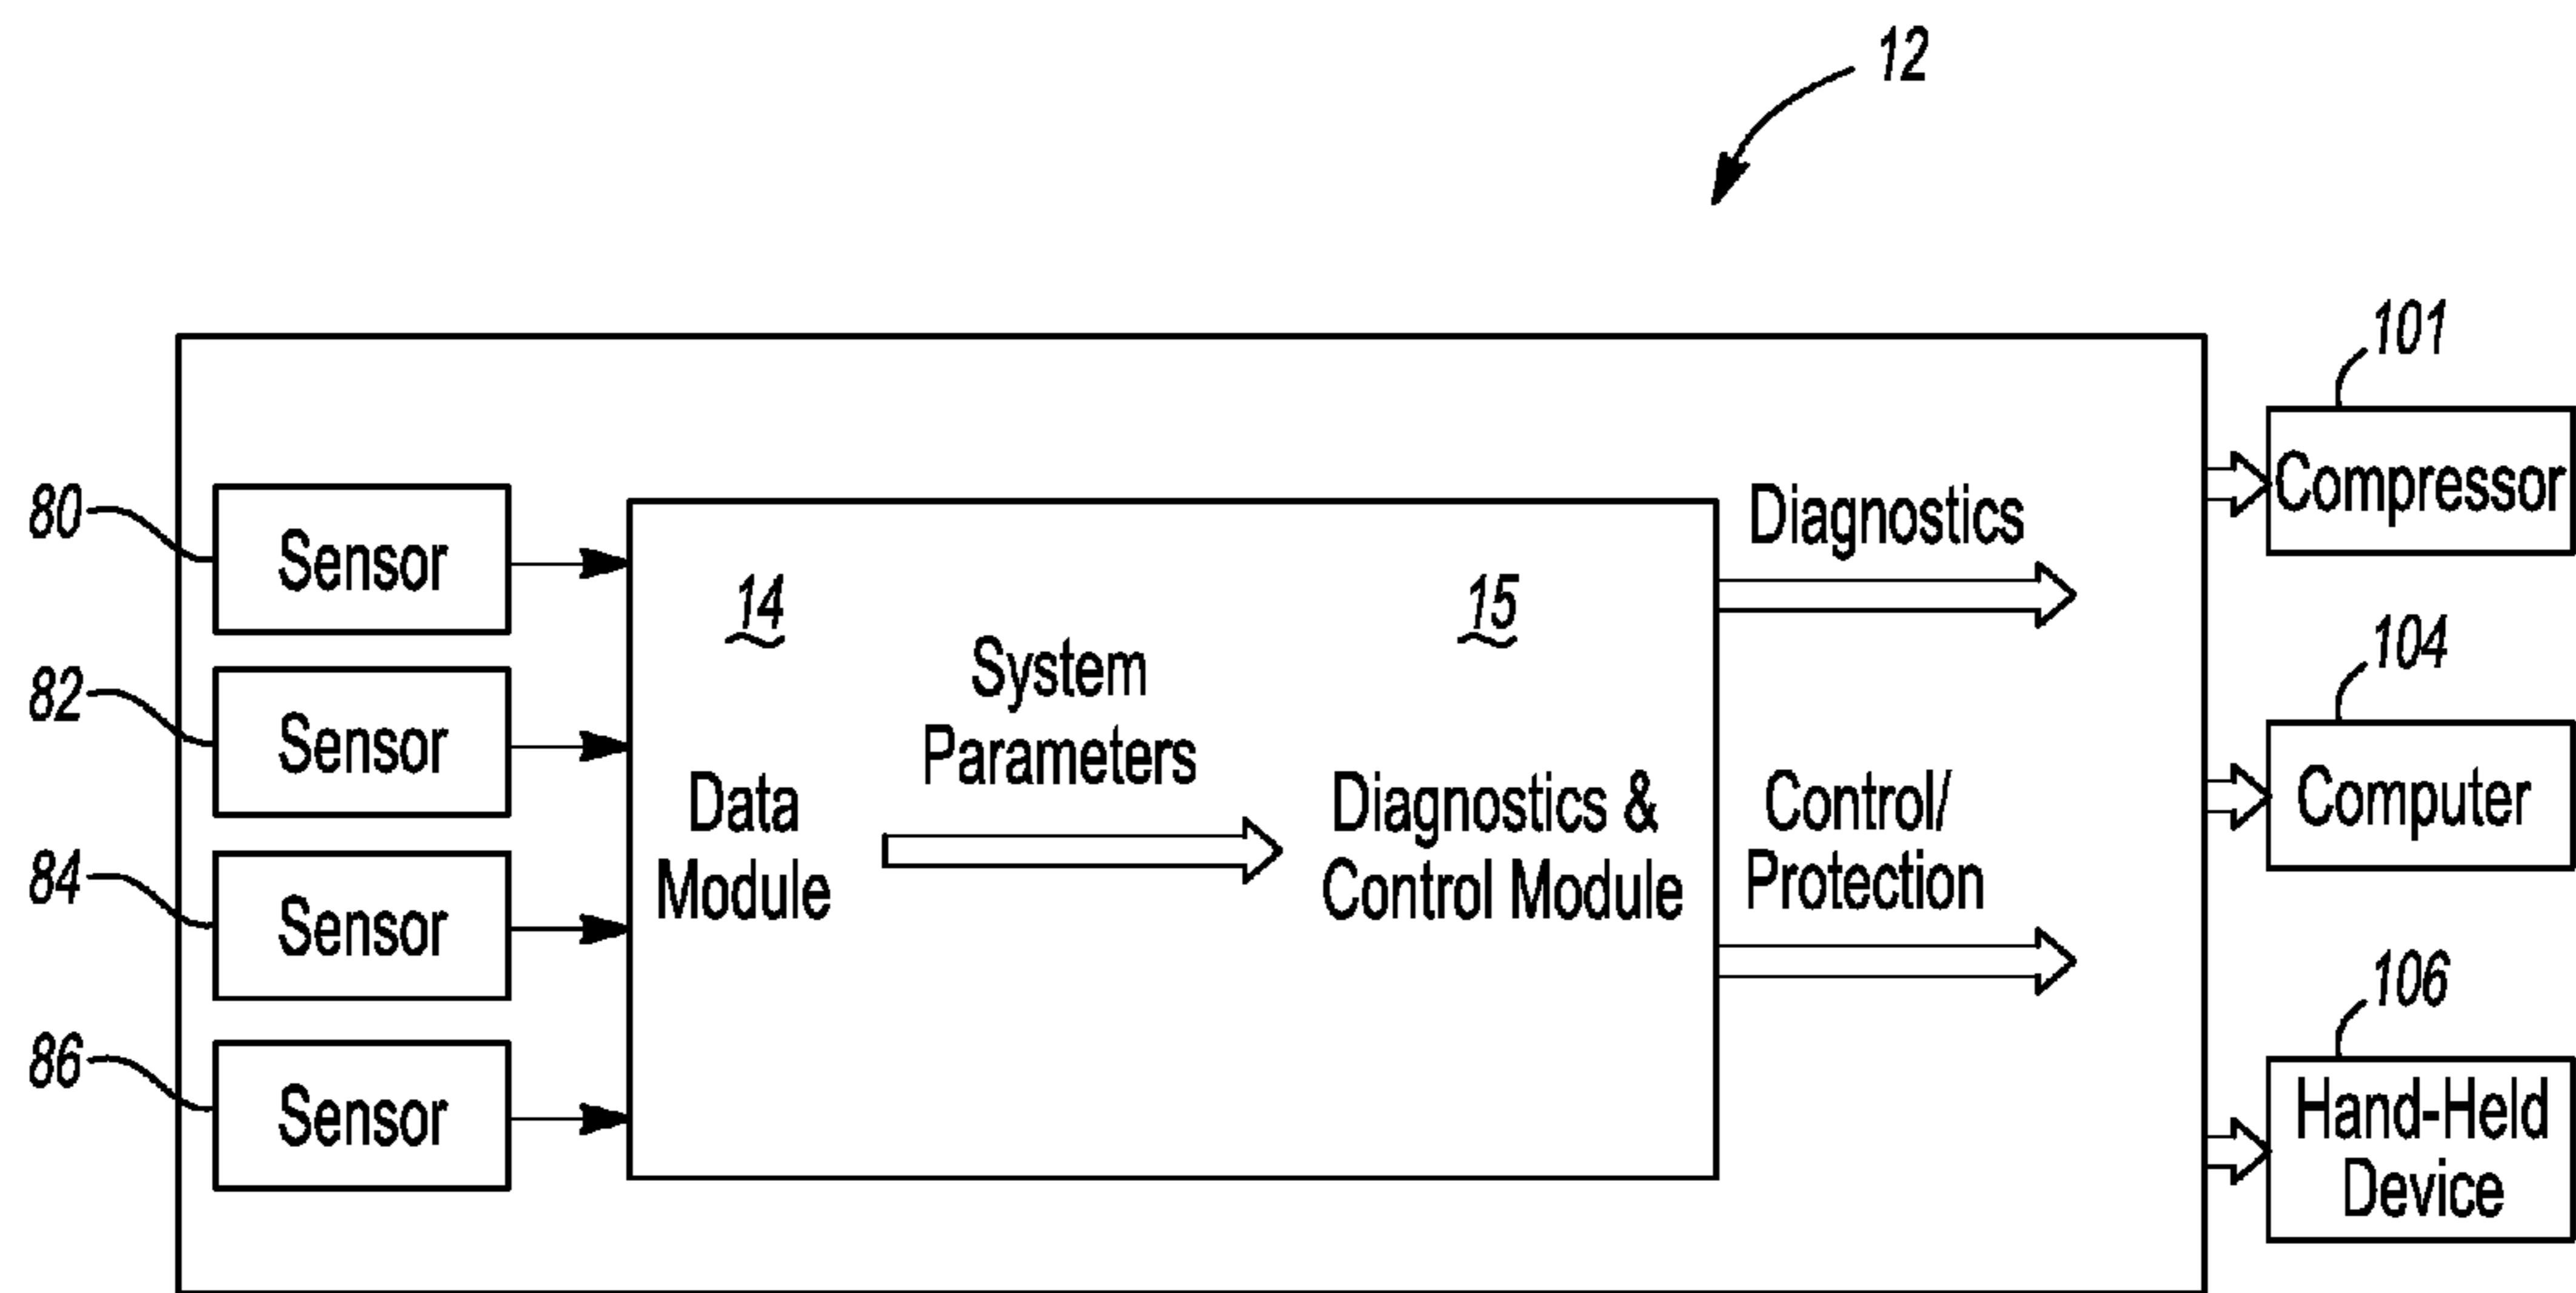 12
101
Compressor
80
Sensor
Diagnostics
14
15
System
Parameters
104
Computer
82
Sensor
Data
Module
Diagnostics &
Control Module
Control/
Protection
84
Sensor
106
Hand-Held
Device
86
Sensor